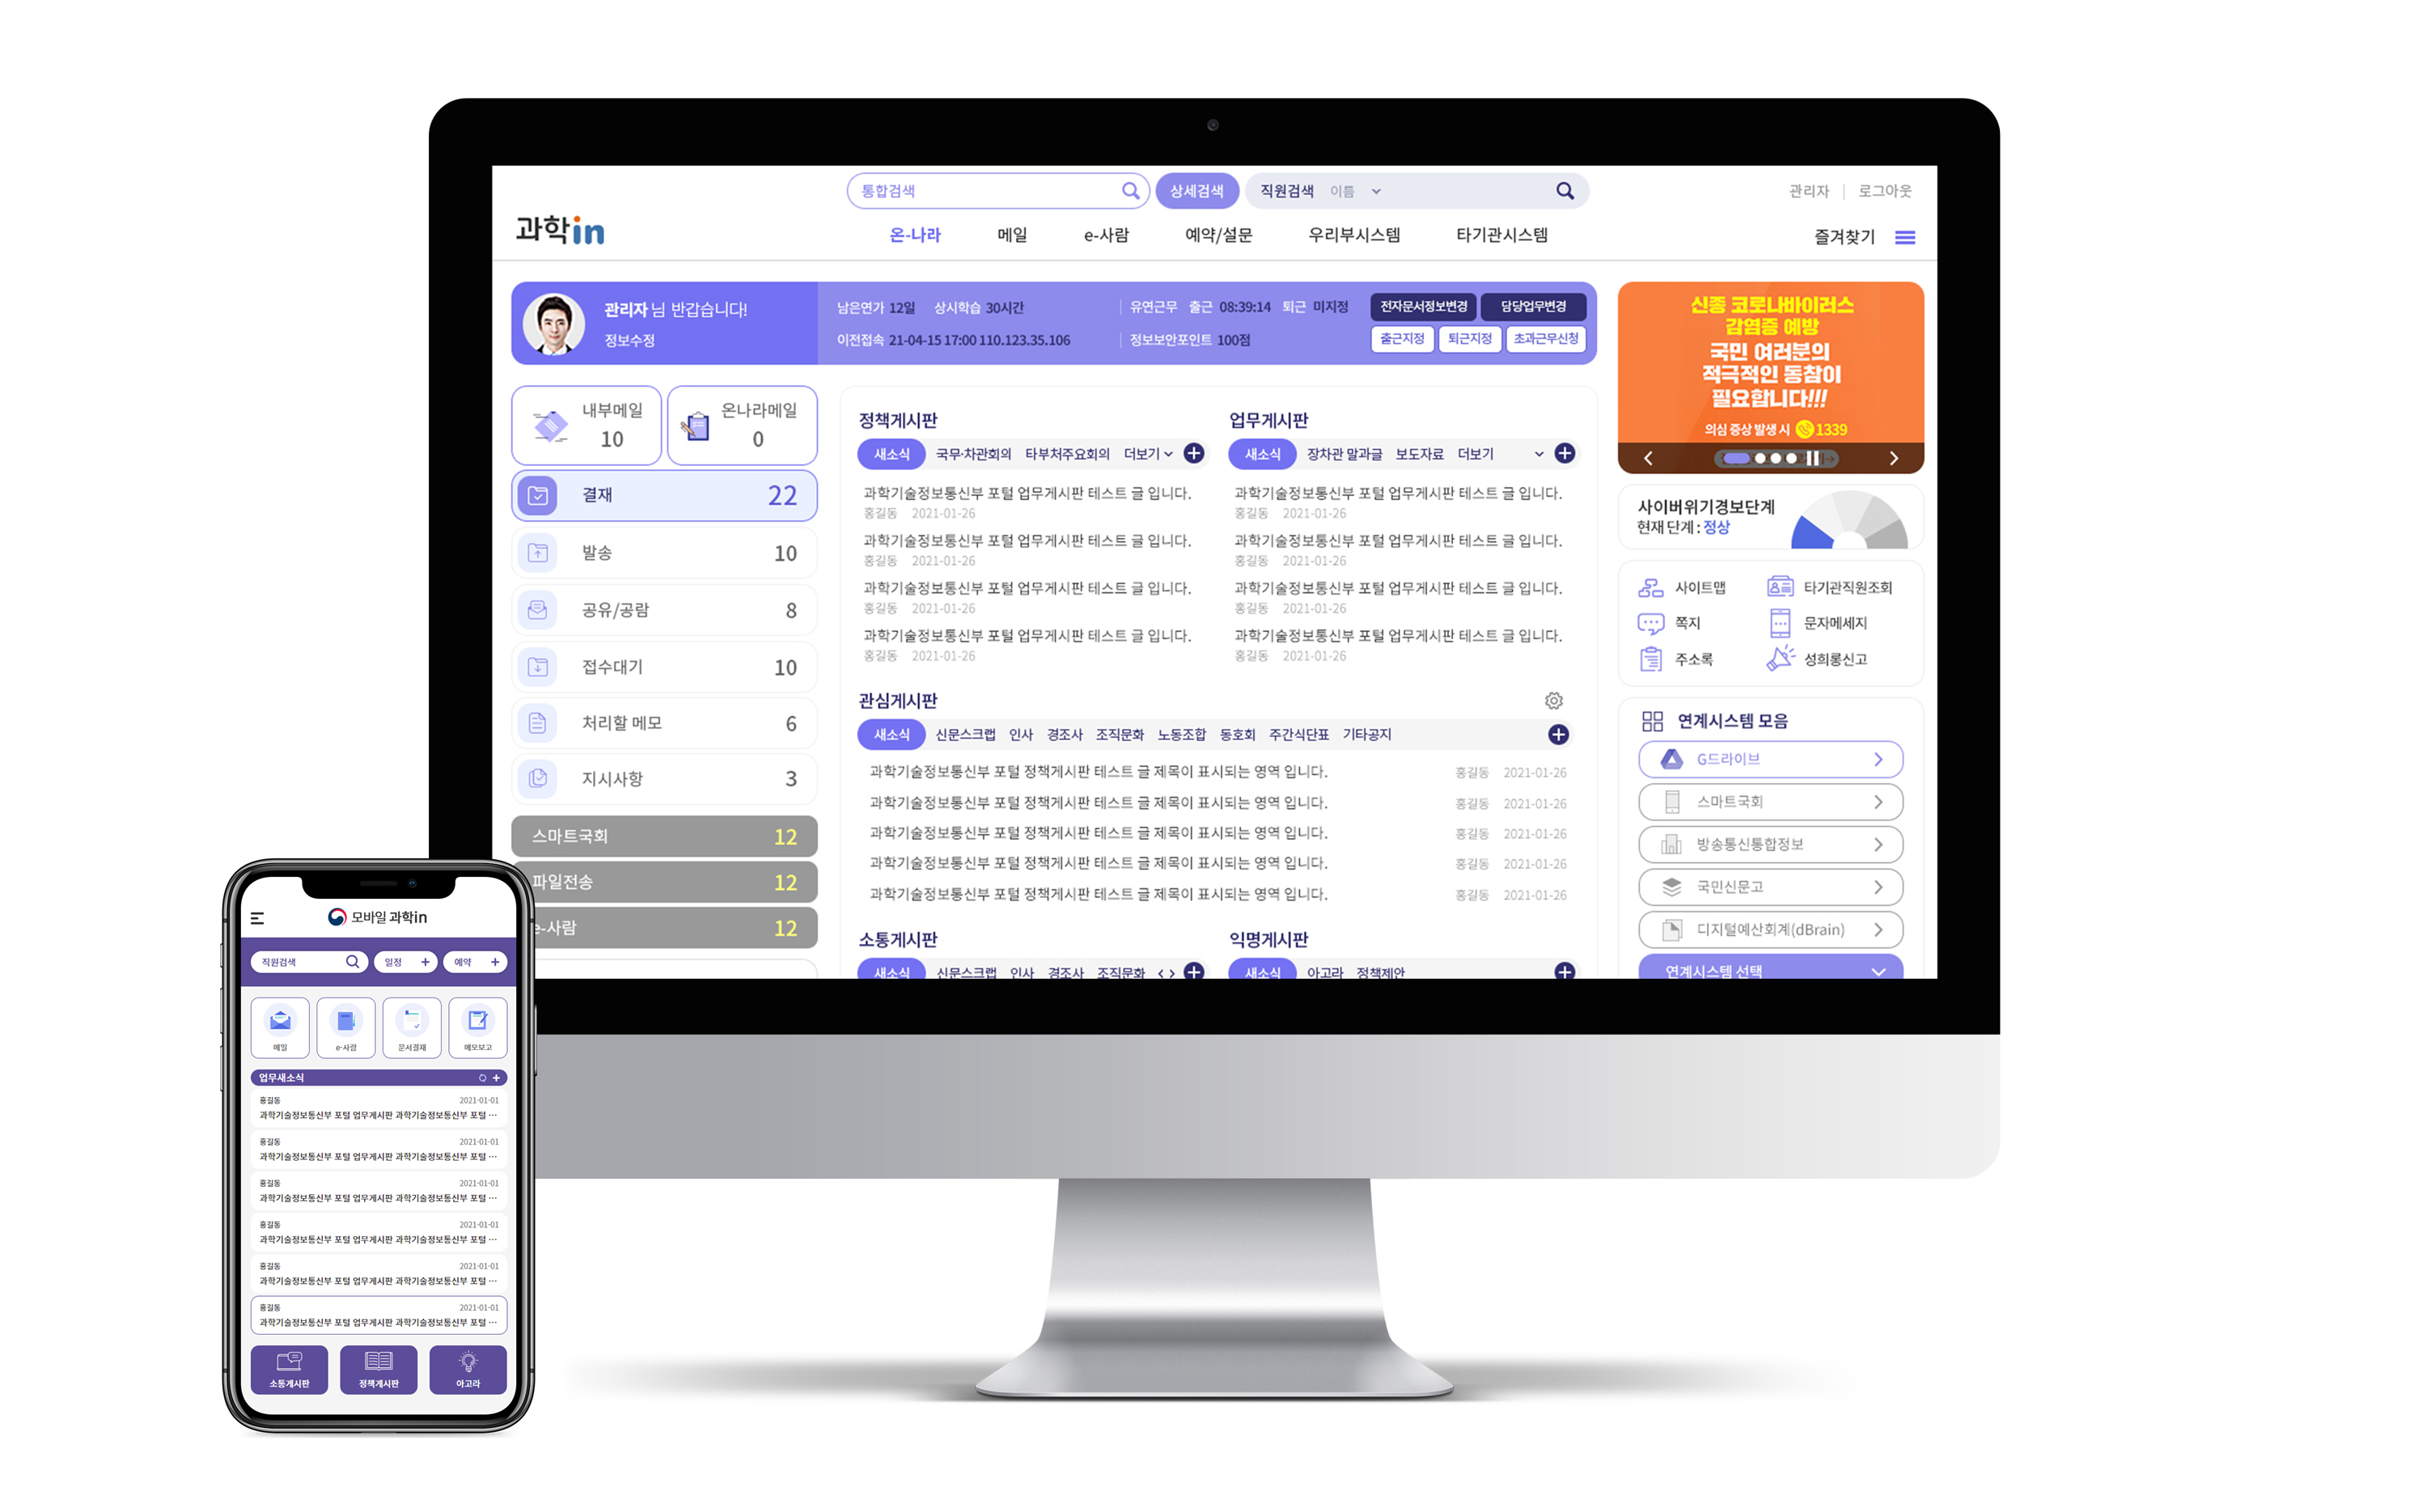 통합검색
상세검색
직원검색 이름
관리자 | 로그아웃
과학in
온-나라 메일 e-사람 예약/설문 우리부시스템 타기관시스템
즐겨찾기
관리자 님 반갑습니다!
정보수정
남은연가 12일 상시학습 30시간
유연근무 출근 08:39:14 퇴근 미지정
이전접속 21-04-15 17:00 110.123.35.106
정보보안포인트 100점
전자문서정보변경 담당업무변경
출근지정 퇴근지정 초과근무신청
내부메일
10
온나라메일
0
결재 22
발송 10
공유/공람 8
접수대기 10
처리할 메모 6
지시사항 3
스마트국회 12
파일전송 12
e-사람 12
정책게시판
새소식 국무·차관회의 타부처주요회의 더보기
과학기술정보통신부 포털 업무게시판 테스트 글 입니다.
홍길동 2021-01-26
과학기술정보통신부 포털 업무게시판 테스트 글 입니다.
홍길동 2021-01-26
과학기술정보통신부 포털 업무게시판 테스트 글 입니다.
홍길동 2021-01-26
과학기술정보통신부 포털 업무게시판 테스트 글 입니다.
홍길동 2021-01-26
업무게시판
새소식 장차관 말과글 보도자료 더보기
과학기술정보통신부 포털 업무게시판 테스트 글 입니다.
홍길동 2021-01-26
과학기술정보통신부 포털 업무게시판 테스트 글 입니다.
홍길동 2021-01-26
과학기술정보통신부 포털 업무게시판 테스트 글 입니다.
홍길동 2021-01-26
과학기술정보통신부 포털 업무게시판 테스트 글 입니다.
홍길동 2021-01-26
관심게시판
새소식 신문스크랩 인사 경조사 조직문화 노동조합 동호회 주간식단표 기타공지
과학기술정보통신부 포털 정책게시판 테스트 글 제목이 표시되는 영역 입니다. 홍길동 2021-01-26
과학기술정보통신부 포털 정책게시판 테스트 글 제목이 표시되는 영역 입니다. 홍길동 2021-01-26
과학기술정보통신부 포털 정책게시판 테스트 글 제목이 표시되는 영역 입니다. 홍길동 2021-01-26
과학기술정보통신부 포털 정책게시판 테스트 글 제목이 표시되는 영역 입니다. 홍길동 2021-01-26
과학기술정보통신부 포털 정책게시판 테스트 글 제목이 표시되는 영역 입니다. 홍길동 2021-01-26
소통게시판
새소식 신문스크랩 인사 경조사 조직문화
익명게시판
새소식 아고라 정책제안
신종 코로나바이러스
감염증 예방
국민 여러분의
적극적인 동참이
필요합니다!!!
의심 증상 발생 시 1339
사이버위기경보단계
현재 단계 : 정상
사이트맵 타기관직원조회
쪽지 문자메세지
주소록 성희롱신고
연계시스템 모음
G드라이브
스마트국회
방송통신통합정보
국민신문고
디지털예산회계(dBrain)
연계시스템 선택
모바일 과학in
직원검색 일정 + 예약 +
메일 e-사람 문서결재 메모보고
업무새소식
홍길동 2021-01-01
과학기술정보통신부 포털 업무게시판 과학기술정보통신부 포털 ···
홍길동 2021-01-01
과학기술정보통신부 포털 업무게시판 과학기술정보통신부 포털 ···
홍길동 2021-01-01
과학기술정보통신부 포털 업무게시판 과학기술정보통신부 포털 ···
홍길동 2021-01-01
과학기술정보통신부 포털 업무게시판 과학기술정보통신부 포털 ···
홍길동 2021-01-01
과학기술정보통신부 포털 업무게시판 과학기술정보통신부 포털 ···
홍길동 2021-01-01
과학기술정보통신부 포털 업무게시판 과학기술정보통신부 포털 ···
소통게시판 정책게시판 아고라